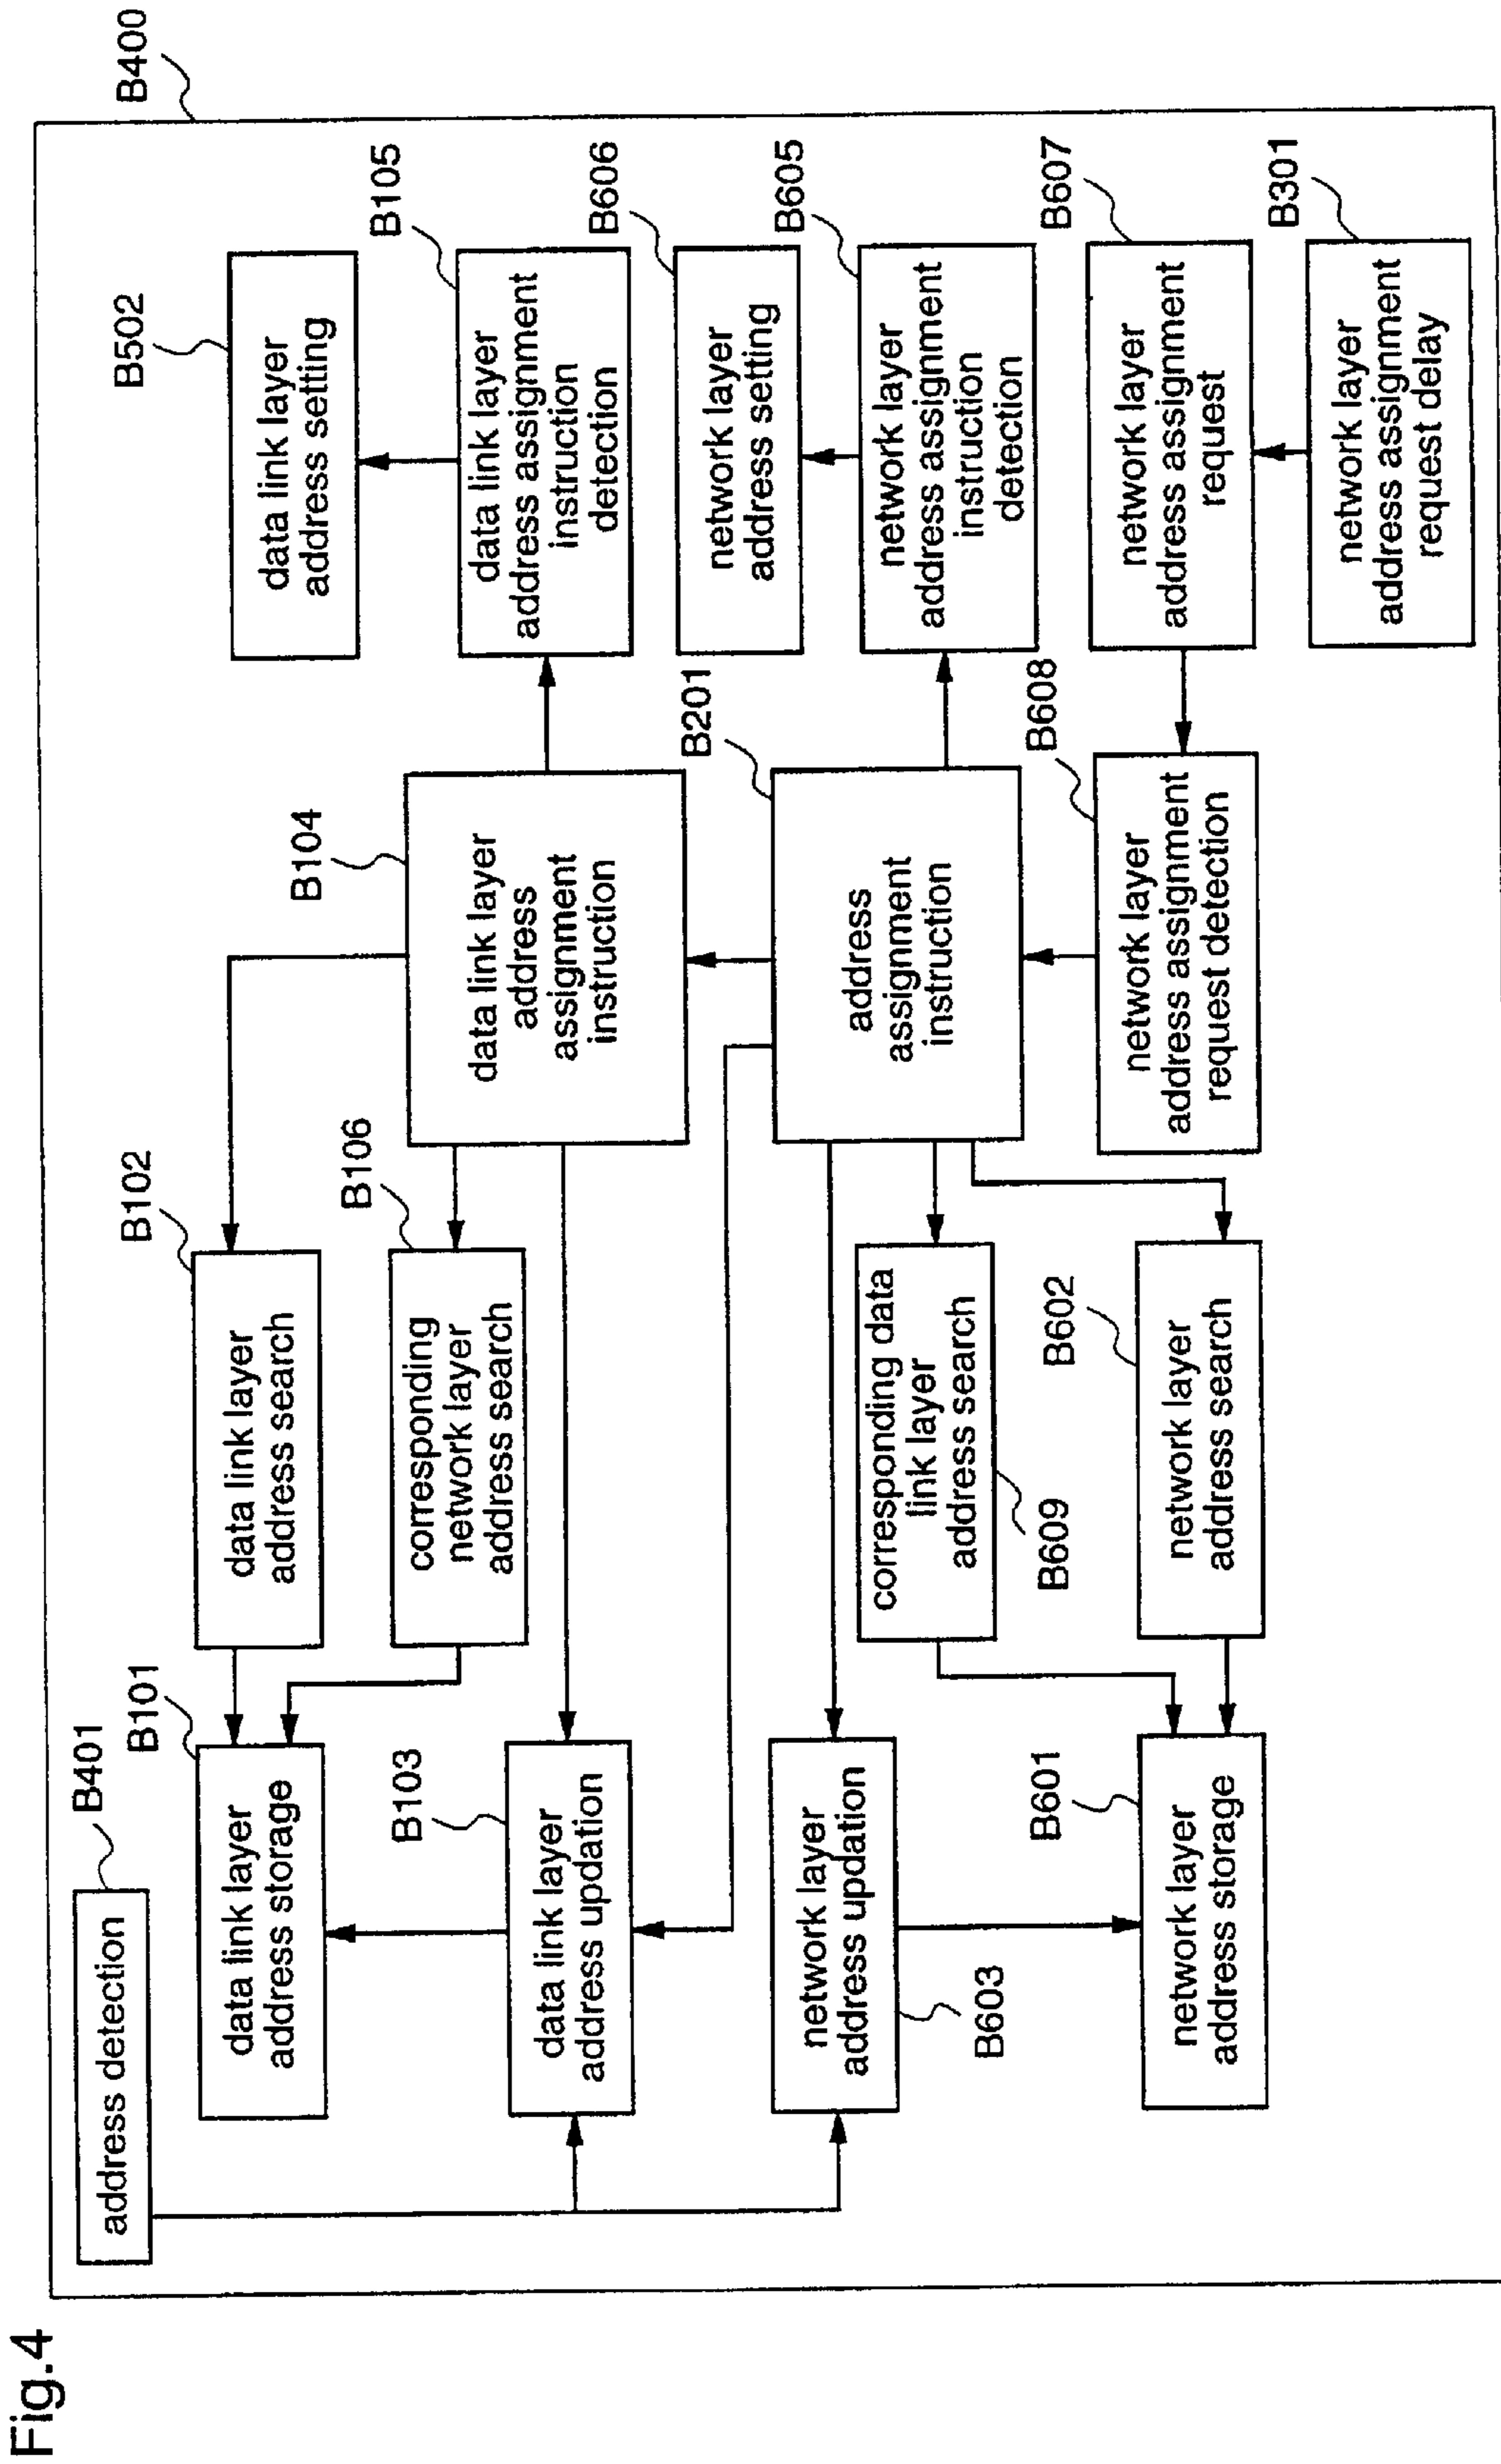 Fig.4
B400
address detection
B401
data link layer
address storage
B101
data link layer
address search
B102
data link layer
address setting
B502
corresponding
network layer
address search
B106
data link layer
address updation
B103
data link layer
address
assignment
instruction
B104
data link layer
address assignment
instruction
detection
B105
network layer
address setting
B606
network layer
address updation
B603
corresponding data
link layer
address search
B609
address
assignment
instruction
B201
network layer
address assignment
instruction
detection
B605
network layer
address storage
B601
network layer
address search
B602
network layer
address assignment
request detection
B608
network layer
address assignment
request
B607
network layer
address assignment
request delay
B301